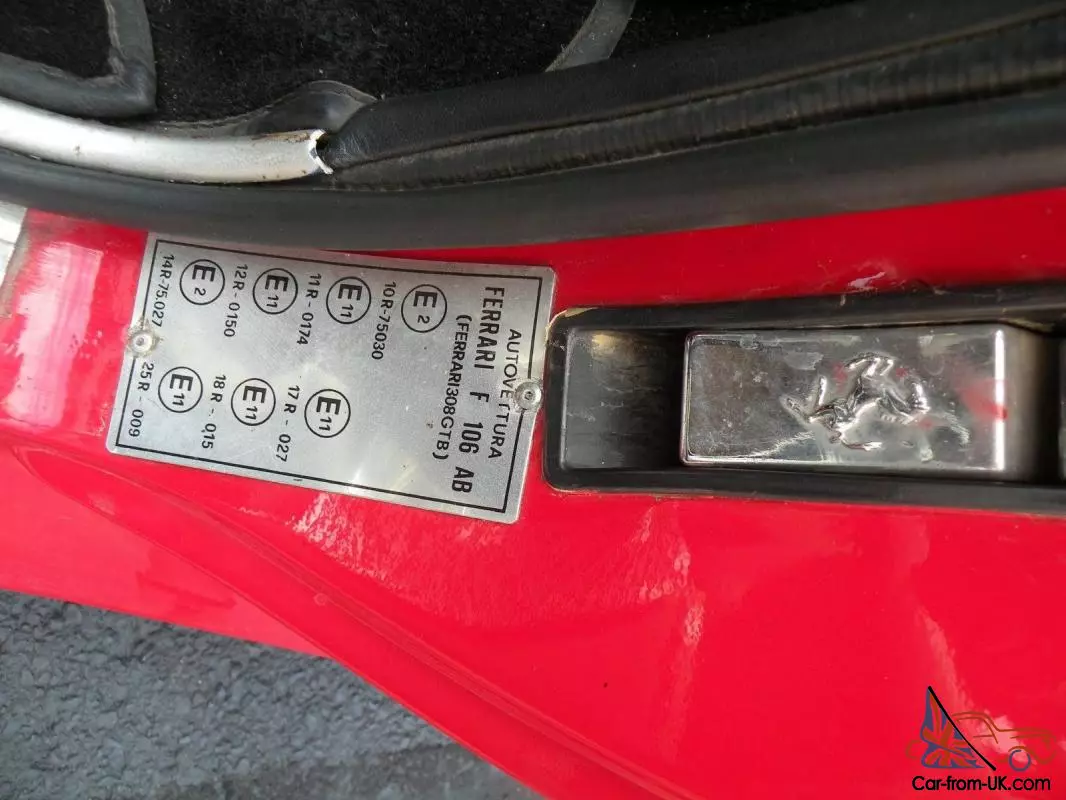 AUTOVETTURA
FERRARI F 106 AB
(FERRARI308GTB)
E2
10R-75030
E11
11R-0174
E11
17R-027
E11
12R-0150
E11
18R-015
E2
14R-75.027
E11
25R-009
Car-from-UK.com